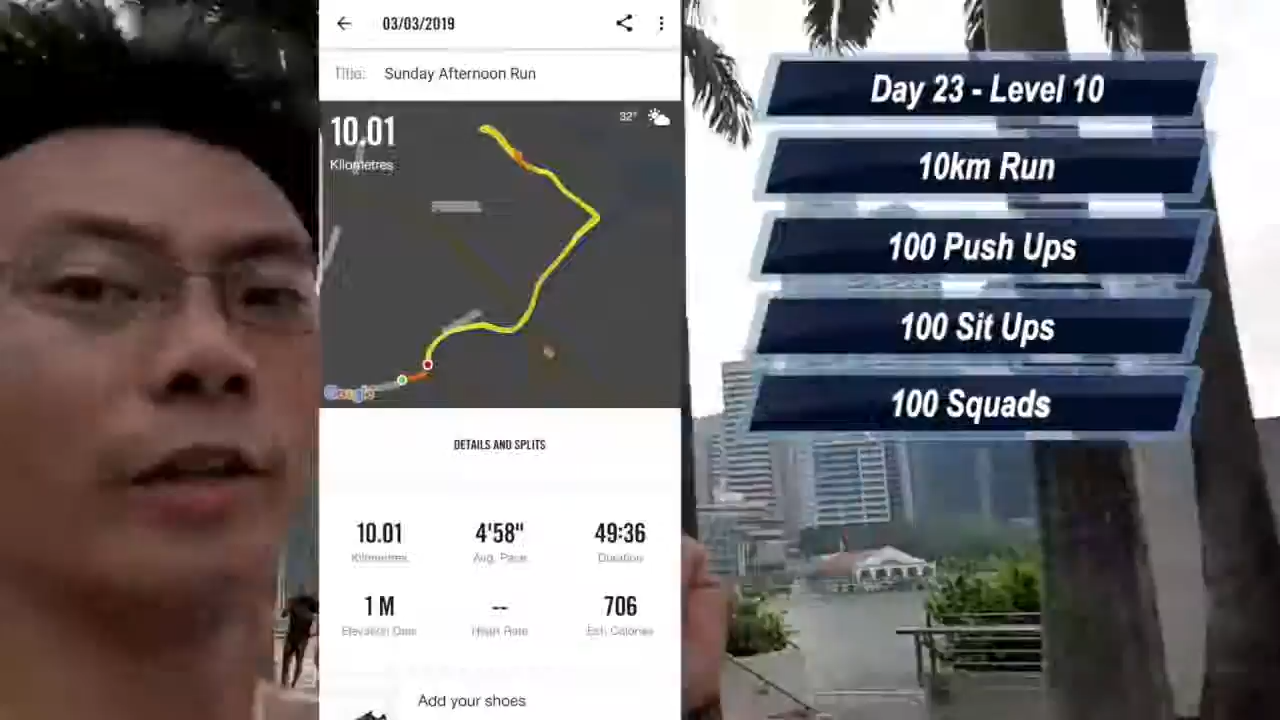 03/03/2019
Title: Sunday Afternoon Run
10.01
Kilometres
32°
Google
DETAILS AND SPLITS
10.01 4'58" 49:36
Kilometres Avg. Pace Duration
1 M -- 706
Elevation Gain Heart Rate Est. Calories
Add your shoes
Day 23 - Level 10
10km Run
100 Push Ups
100 Sit Ups
100 Squads